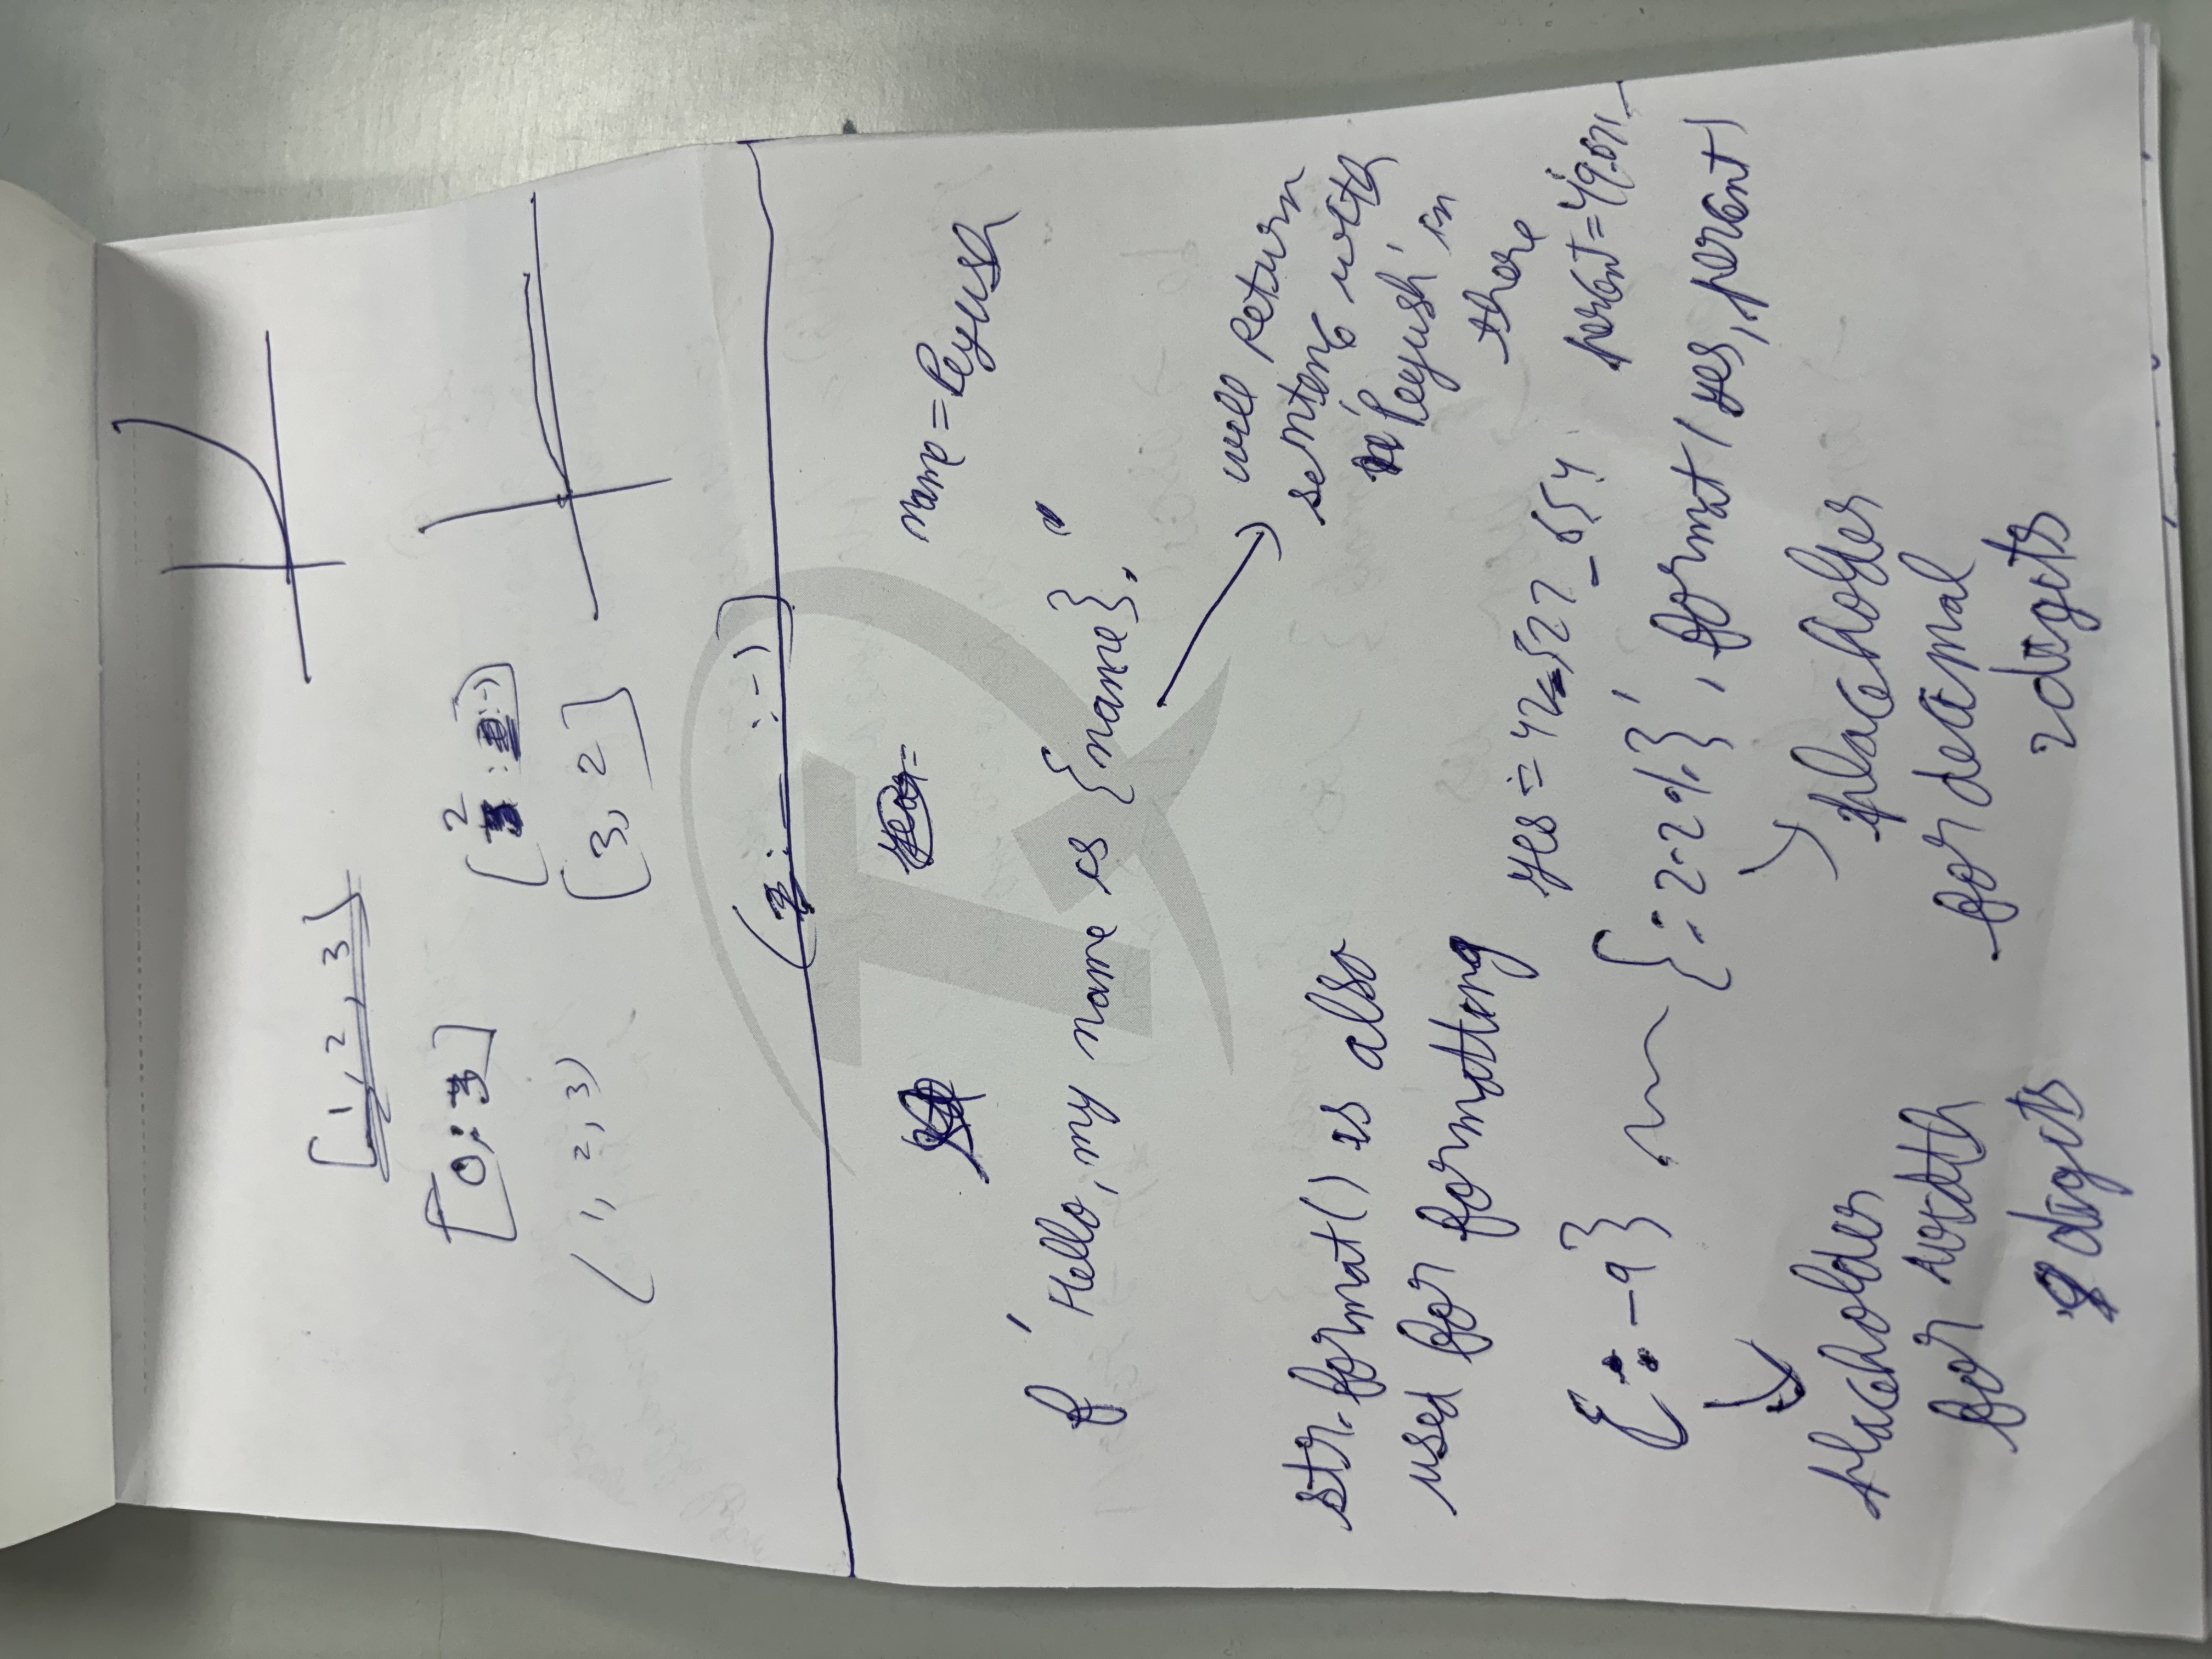 [1, 2, 3]
[0:3]
2
: :-1)
(1, 2, 3)
[3, 2]
: _ :-1]
name = Peyush
f 'Hello, my name is {name}."
will return
sentence with
'Peyush' in
there
str.format() is also
used for formatting
yes = 42_527_654
percent = 49.671_
{:-9} {:2.2%}', format(yes, percent)
placeholder
for width
9 digits
placeholder
for decimal
2 digits